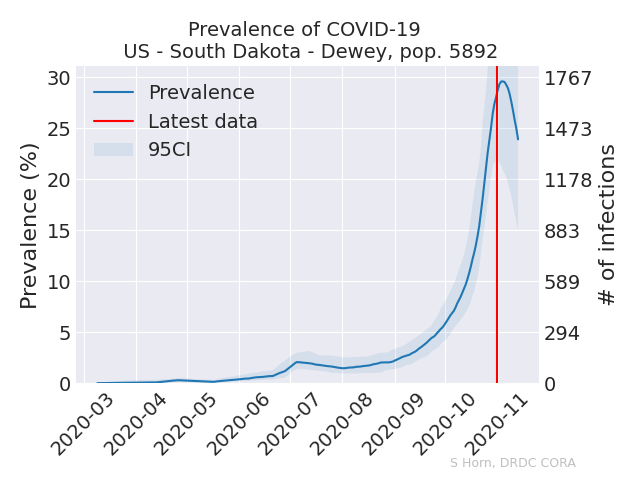 Prevalence of COVID-19
US - South Dakota - Dewey, pop. 5892
Prevalence
Latest data
95CI
Prevalence (%)
30
25
20
15
10
5
0
1767
1473
1178
883
589
294
0
# of infections
2020-03
2020-04
2020-05
2020-06
2020-07
2020-08
2020-09
2020-10
2020-11
S Horn, DRDC CORA